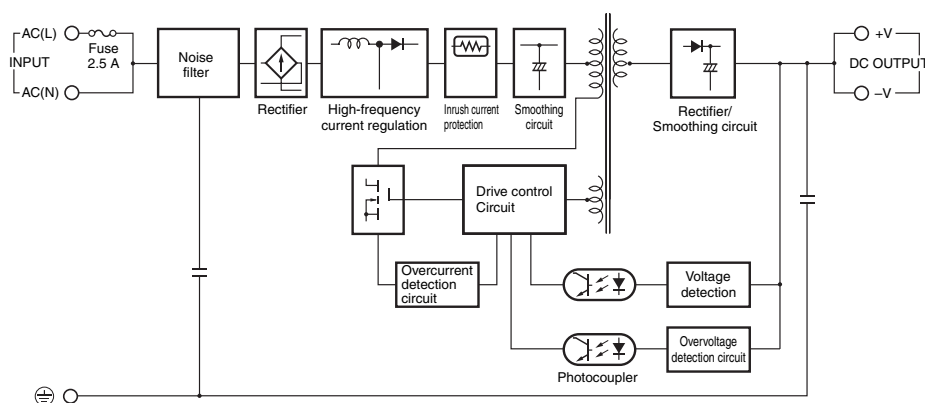 AC(L)
Fuse
2.5 A
INPUT
AC(N)
Noise
filter
Rectifier
High-frequency
current regulation
Inrush current
protection
Smoothing
circuit
Rectifier/
Smoothing circuit
+V
DC OUTPUT
–V
Drive control
Circuit
Overcurrent
detection
circuit
Voltage
detection
Overvoltage
detection circuit
Photocoupler